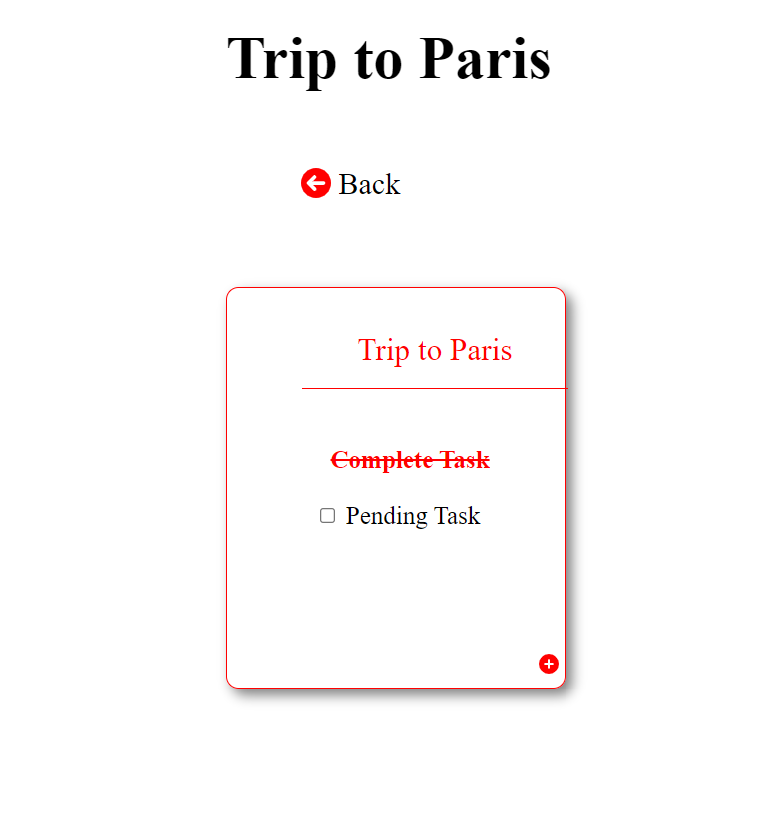 Trip to Paris
Back
Trip to Paris
Complete Task
Pending Task